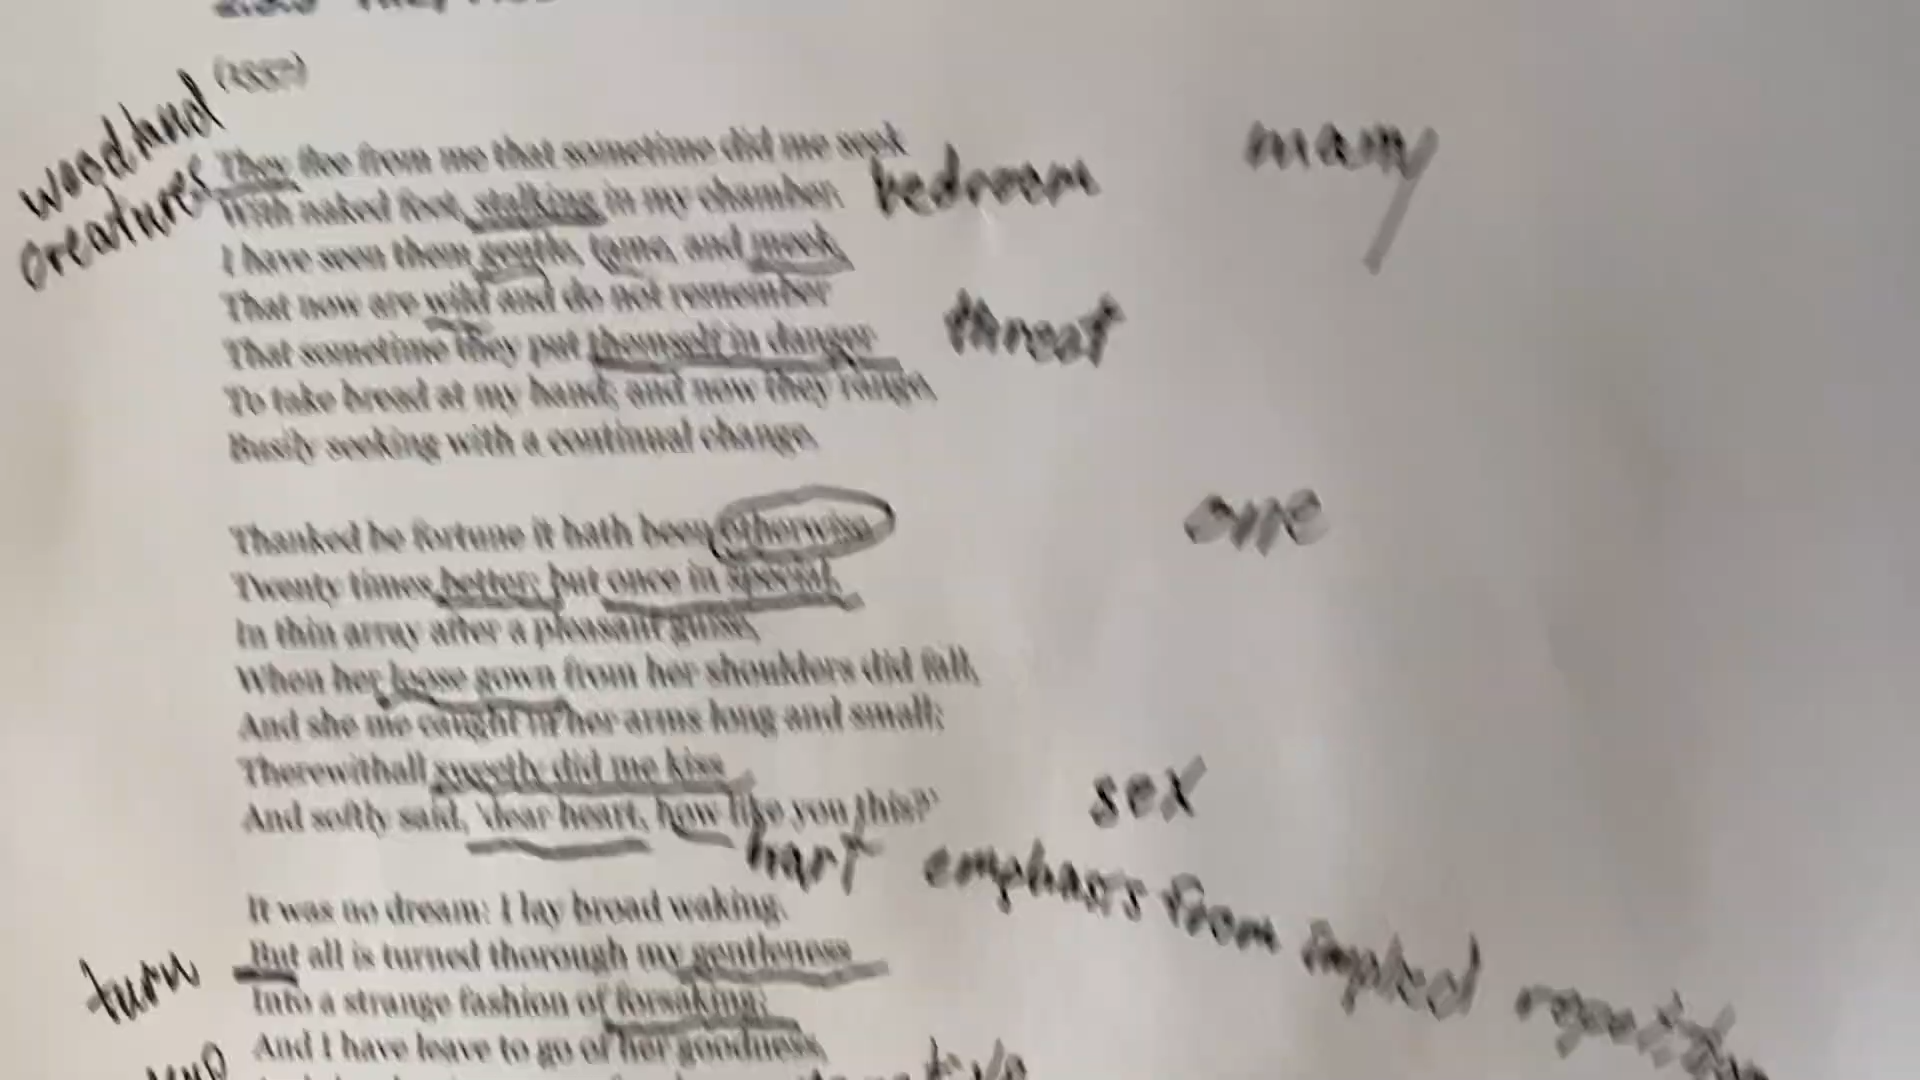 (1557)
woodland
creatures
They flee from me that sometime did me seek
With naked foot, stalking in my chamber. bedroom many
I have seen them gentle, tame, and meek,
That now are wild and do not remember
That sometime they put themself in danger threat
To take bread at my hand; and now they range,
Busily seeking with a continual change.
Thanked be fortune it hath been otherwise one
Twenty times better; but once in special,
In thin array after a pleasant guise,
When her loose gown from her shoulders did fall,
And she me caught in her arms long and small;
Therewithall sweetly did me kiss
And softly said, 'dear heart, how like you this?' sex
hart emphasis from implied repetition
It was no dream: I lay broad waking.
turn But all is turned thorough my gentleness
Into a strange fashion of forsaking;
And I have leave to go of her goodness,